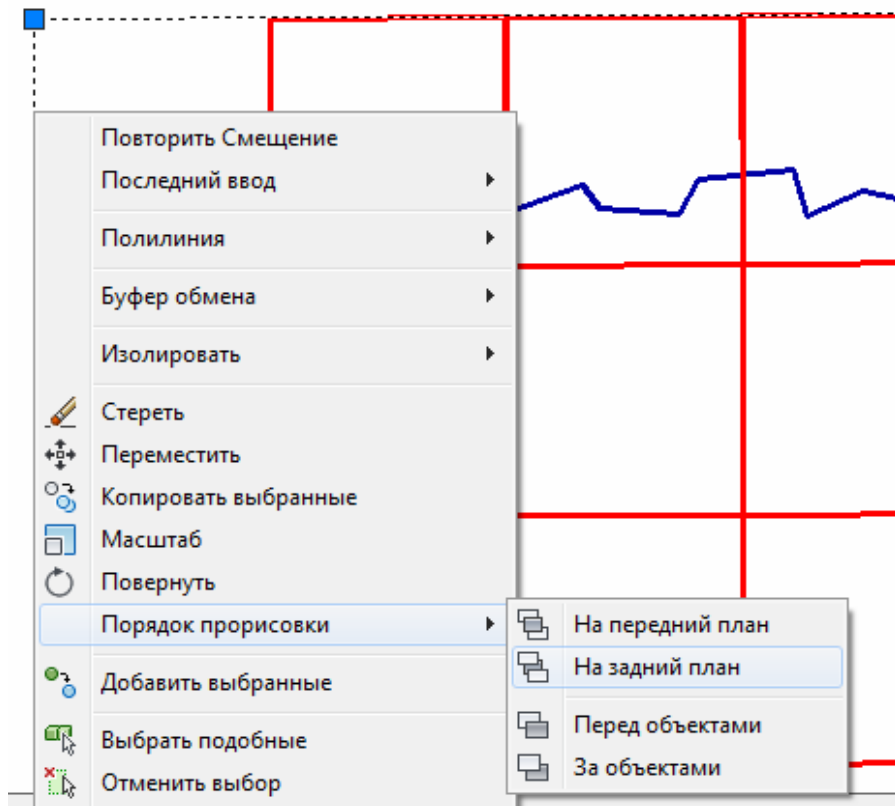 Повторить Смещение
Последний ввод
Полилиния
Буфер обмена
Изолировать
Стереть
Переместить
Копировать выбранные
Масштаб
Повернуть
Порядок прорисовки
На передний план
На задний план
Перед объектами
За объектами
Добавить выбранные
Выбрать подобные
Отменить выбор